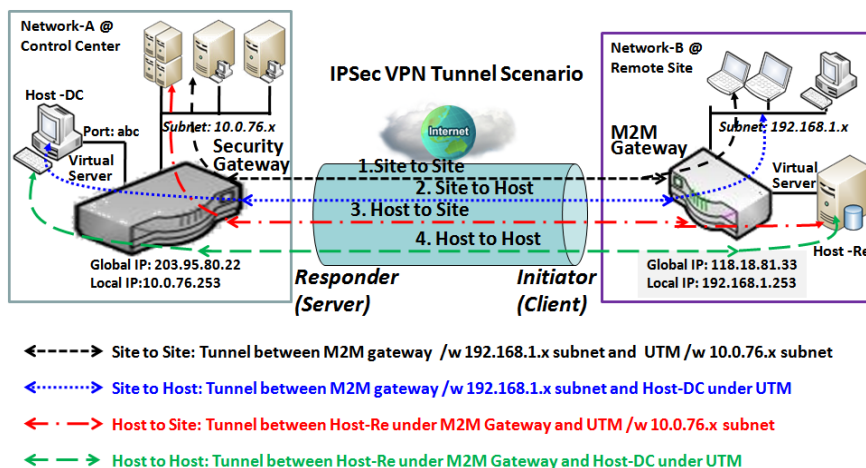 Network-A @
Control Center
Host -DC
Port: abc
Virtual
Server
Subnet: 10.0.76.x
Security
Gateway
Global IP: 203.95.80.22
Local IP:10.0.76.253
IPSec VPN Tunnel Scenario
Internet
1.Site to Site
2. Site to Host
3. Host to Site
4. Host to Host
Responder
(Server)
Initiator
(Client)
Network-B @
Remote Site
Subnet: 192.168.1.x
M2M
Gateway
Virtual
Server
Host -Re
Global IP: 118.18.81.33
Local IP: 192.168.1.253
Site to Site: Tunnel between M2M gateway /w 192.168.1.x subnet and UTM /w 10.0.76.x subnet
Site to Host: Tunnel between M2M gateway /w 192.168.1.x subnet and Host-DC under UTM
Host to Site: Tunnel between Host-Re under M2M Gateway and UTM /w 10.0.76.x subnet
Host to Host: Tunnel between Host-Re under M2M Gateway and Host-DC under UTM